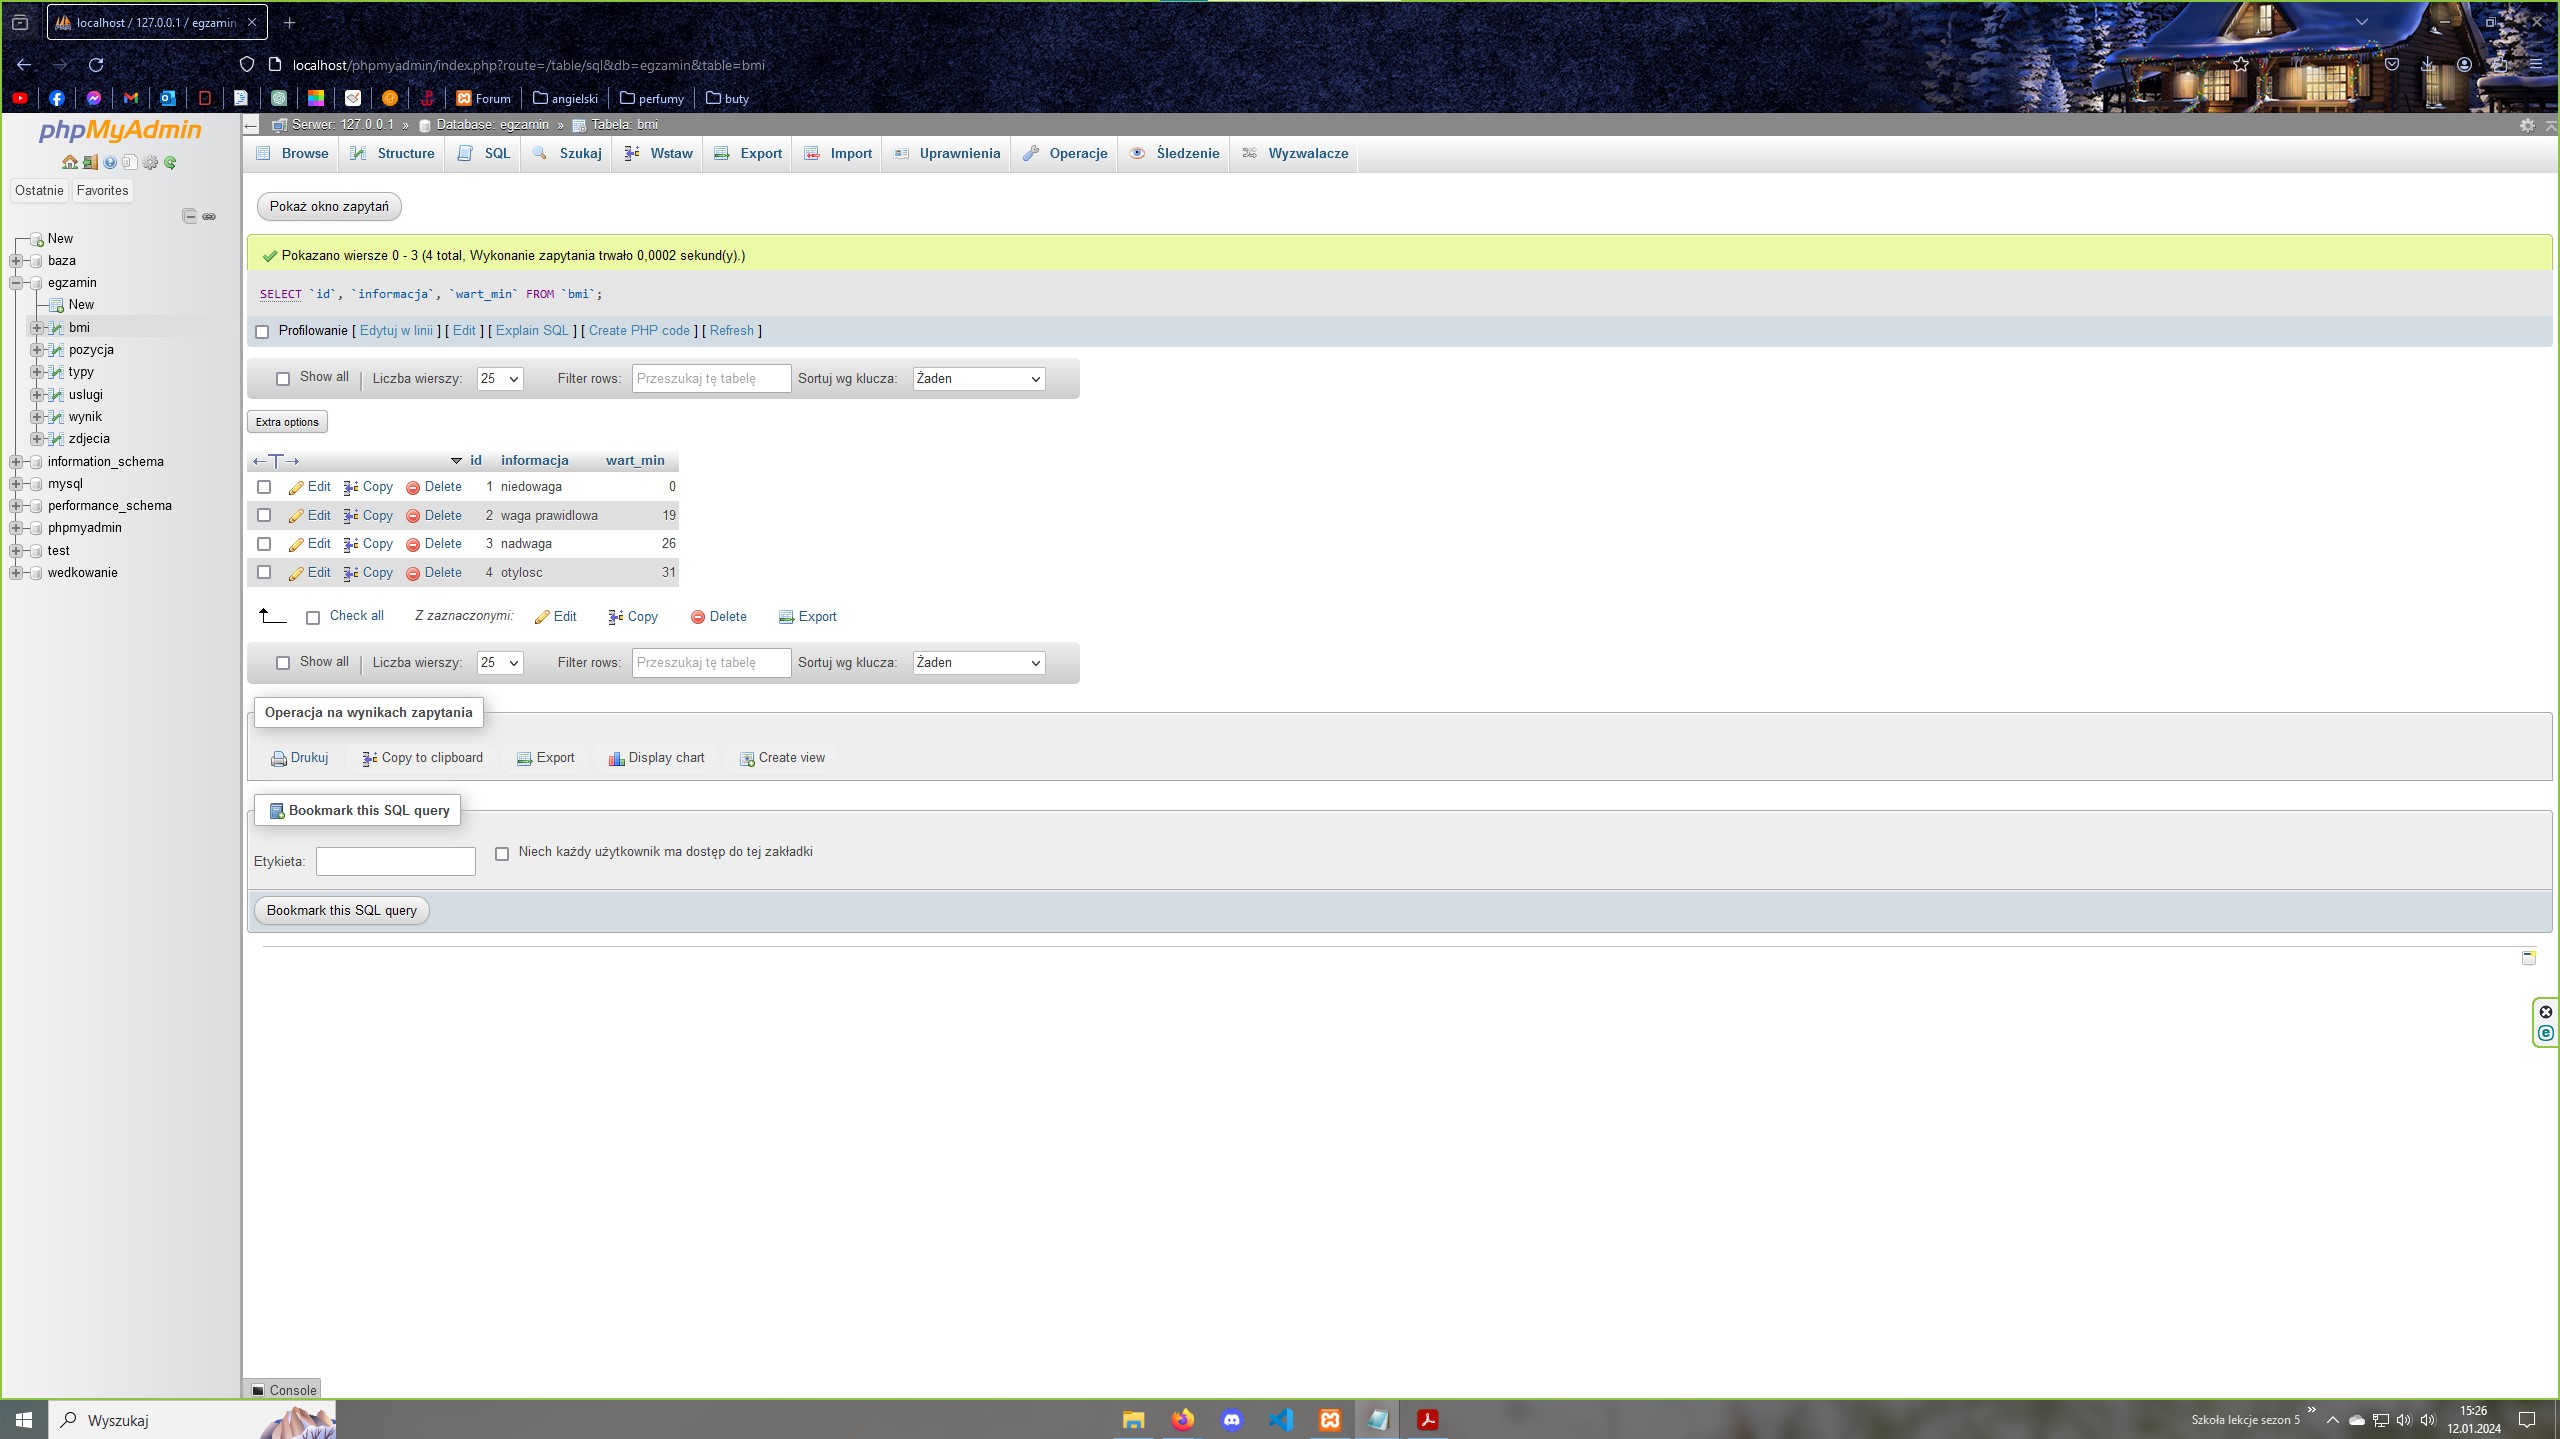 localhost / 127.0.0.1 / egzamin
localhost/phpmyadmin/index.php?route=/table/sql&db=egzamin&table=bmi
Forum angielski perfumy buty
phpMyAdmin
Ostatnie Favorites
New
baza
egzamin
New
bmi
pozycja
typy
uslugi
wynik
zdjecia
information_schema
mysql
performance_schema
phpmyadmin
test
wedkowanie
Serwer: 127.0.0.1 » Database: egzamin » Tabela: bmi
Browse Structure SQL Szukaj Wstaw Export Import Uprawnienia Operacje Śledzenie Wyzwalacze
Pokaż okno zapytań
Pokazano wiersze 0 - 3 (4 total, Wykonanie zapytania trwało 0,0002 sekund(y).)
SELECT `id`, `informacja`, `wart_min` FROM `bmi`;
Profilowanie [ Edytuj w linii ] [ Edit ] [ Explain SQL ] [ Create PHP code ] [ Refresh ]
Show all | Liczba wierszy: 25 Filter rows: Przeszukaj tę tabelę Sortuj wg klucza: Żaden
Extra options
←T→ id informacja wart_min
Edit Copy Delete 1 niedowaga 0
Edit Copy Delete 2 waga prawidlowa 19
Edit Copy Delete 3 nadwaga 26
Edit Copy Delete 4 otylosc 31
Check all Z zaznaczonymi: Edit Copy Delete Export
Show all | Liczba wierszy: 25 Filter rows: Przeszukaj tę tabelę Sortuj wg klucza: Żaden
Operacja na wynikach zapytania
Drukuj Copy to clipboard Export Display chart Create view
Bookmark this SQL query
Etykieta: Niech każdy użytkownik ma dostęp do tej zakładki
Bookmark this SQL query
Console
Wyszukaj
Szkoła lekcje sezon 5 »
15:26
12.01.2024